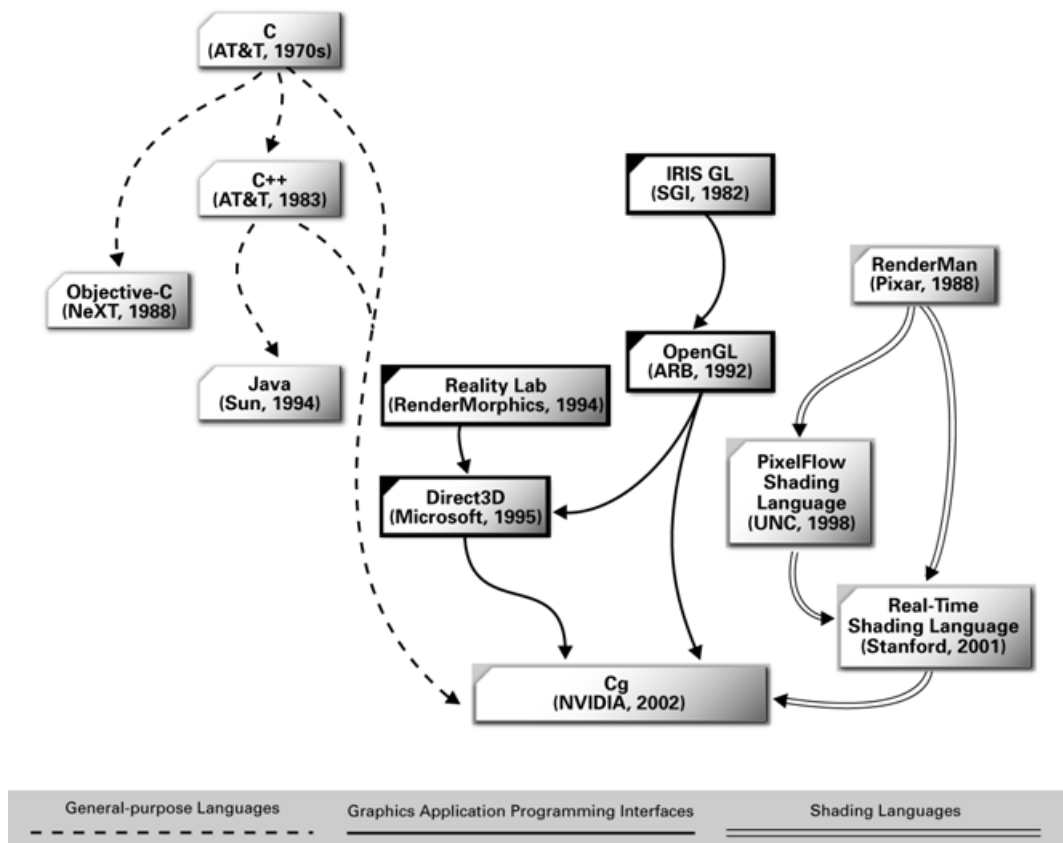 C
(AT&T, 1970s)
C++
(AT&T, 1983)
IRIS GL
(SGI, 1982)
RenderMan
(Pixar, 1988)
Objective-C
(NeXT, 1988)
OpenGL
(ARB, 1992)
Java
(Sun, 1994)
Reality Lab
(RenderMorphics, 1994)
PixelFlow
Shading
Language
(UNC, 1998)
Direct3D
(Microsoft, 1995)
Real-Time
Shading Language
(Stanford, 2001)
Cg
(NVIDIA, 2002)
General-purpose Languages
Graphics Application Programming Interfaces
Shading Languages